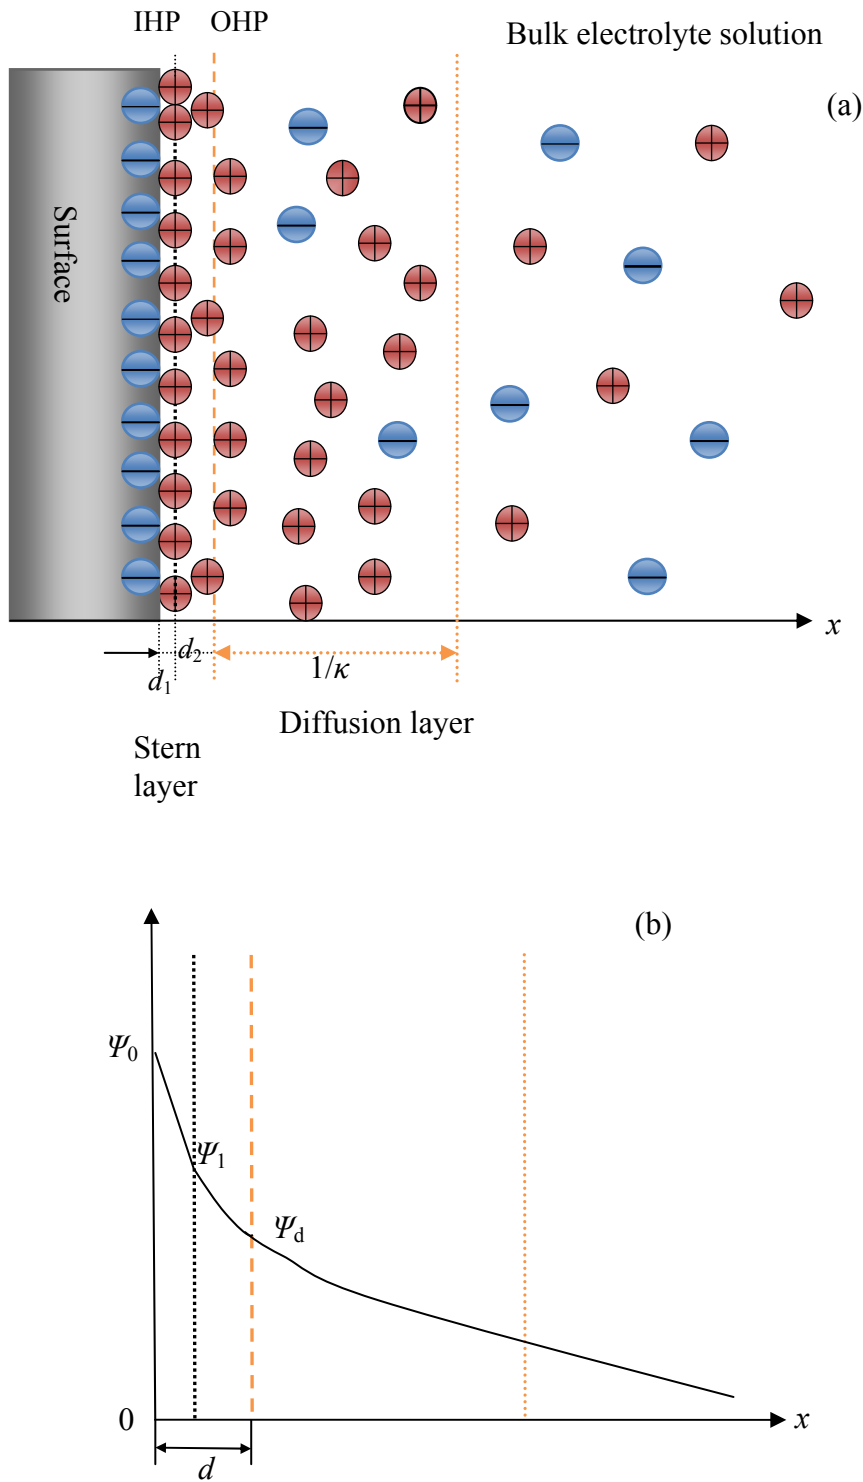 IHP OHP
Bulk electrolyte solution
(a)
Surface
x
d₂
d₁
1/κ
Diffusion layer
Stern
layer
(b)
Ψ₀
Ψ₁
Ψd
0
x
d